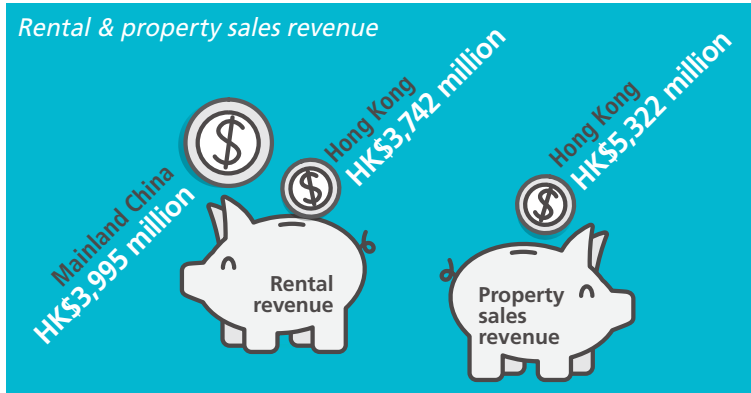 Rental & property sales revenue
Mainland China
HK$3,995 million
Hong Kong
HK$3,742 million
Rental
revenue
Hong Kong
HK$5,322 million
Property
sales
revenue
$
$
$